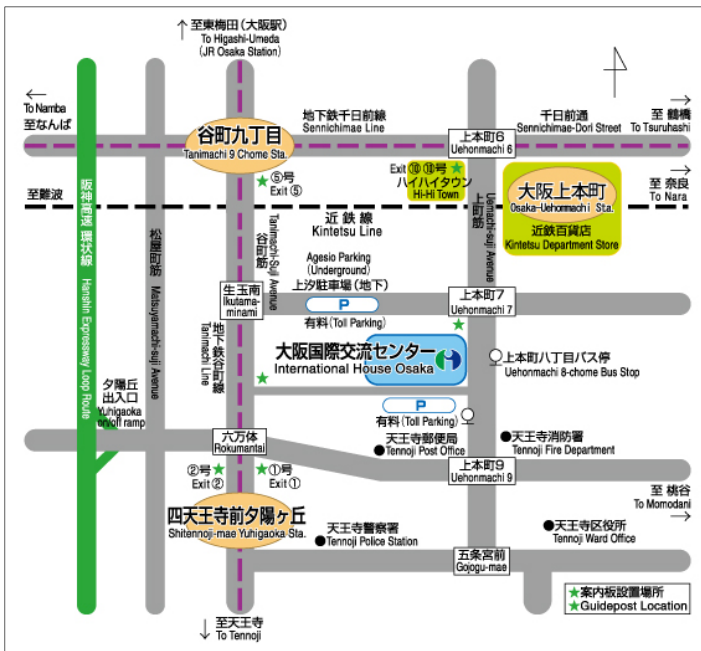 ↑至東梅田(大阪駅)
To Higashi-Umeda
(JR Osaka Station)
←
To Namba
至なんば
地下鉄千日前線
Sennichimae Line
千日前通
Sennichimae-Dori Street
至 鶴橋
To Tsuruhashi
→
谷町九丁目
Tanimachi 9 Chome Sta.
上本町6
Uehonmachi 6
★⑤号
Exit ⑤
Exit ⑩ ⑬号 ★
ハイハイタウン
Hi-Hi Town
大阪上本町
Osaka-Uehonmachi Sta.
近鉄百貨店
Kintetsu Department Store
至 奈良
To Nara
→
至難波
近 鉄 線
Kintetsu Line
阪神高速 環状線
Hanshin Expressway Loop Route
松屋町筋
Matsuyamachi-suji Avenue
谷町筋
Tanimachi-Suji Avenue
上町筋
Uemachi-suji Avenue
Agesio Parking
(Underground)
上汐駐車場(地下)
P
有料(Toll Parking)
生玉南
Ikutama-
minami
上本町7
Uehonmachi 7
地下鉄谷町線
Tanimachi Line
大阪国際交流センター
International House Osaka
上本町八丁目バス停
Uehonmachi 8-chome Bus Stop
夕陽丘
出入口
Yuhigaoka
on/off ramp
P
有料(Toll Parking)
六万体
Rokumantai
●天王寺郵便局
Tennoji Post Office
●天王寺消防署
Tennoji Fire Department
上本町9
Uehonmachi 9
②号★
Exit ②
★①号
Exit ①
至 桃谷
To Momodani
→
四天王寺前夕陽ヶ丘
Shitennoji-mae Yuhigaoka Sta.
天王寺警察署
●Tennoji Police Station
●天王寺区役所
Tennoji Ward Office
五条宮前
Gojogu-mae
★案内板設置場所
★Guidepost Location
至天王寺
↓ To Tennoji